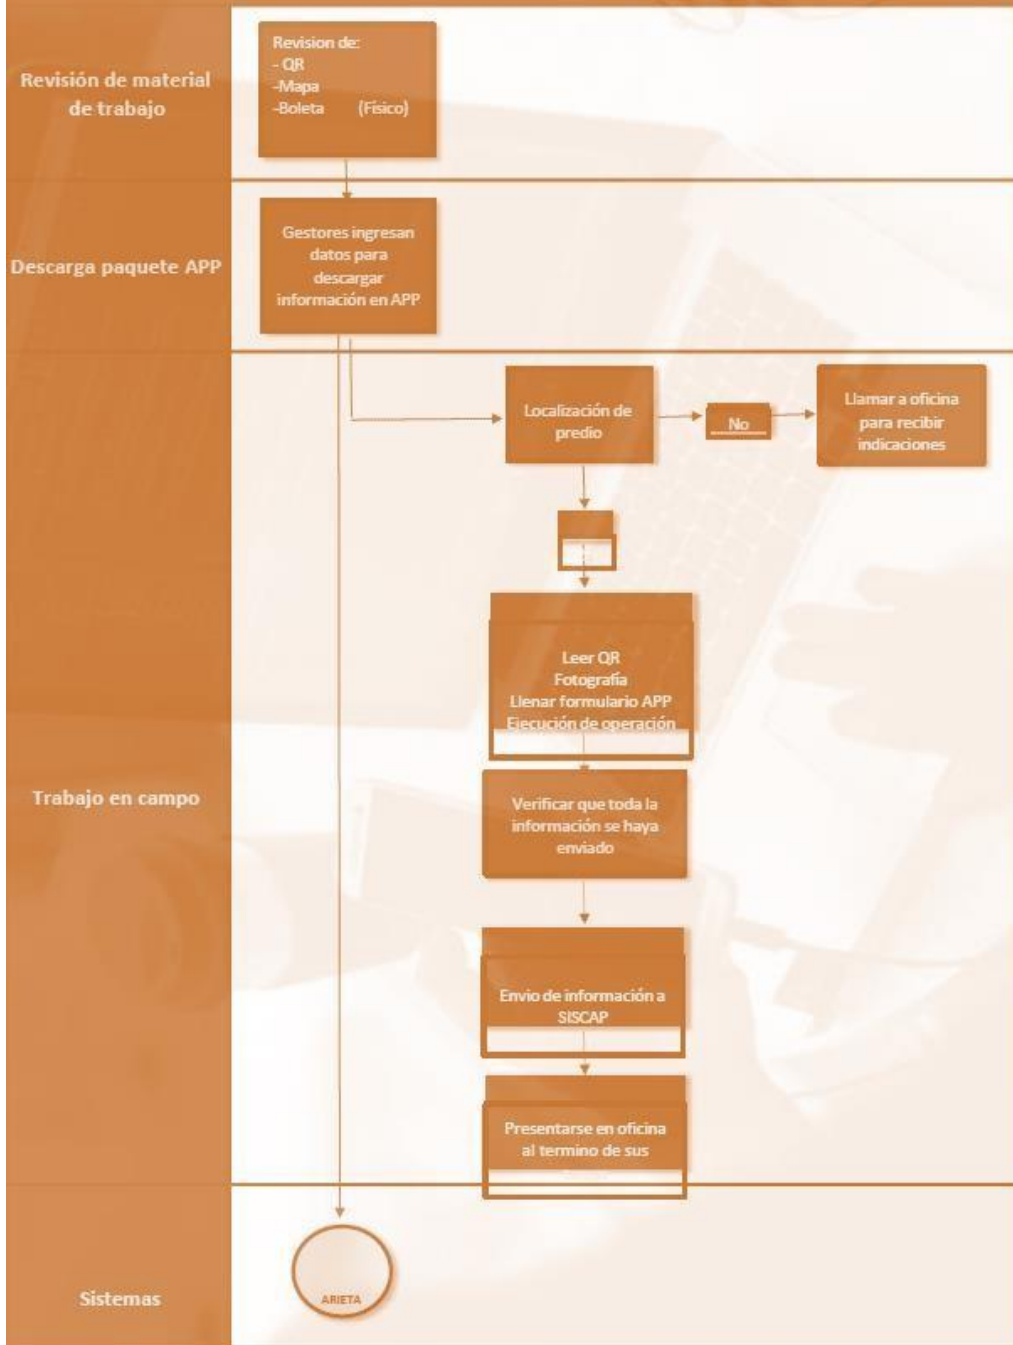 Revisión de material
de trabajo
Revision de:
- QR
-Mapa
-Boleta (Físico)
Descarga paquete APP
Gestores ingresan
datos para
descargar
información en APP
Localización de
predio
No
Llamar a oficina
para recibir
indicaciones
Leer QR
Fotografía
Llenar formulario APP
Ejecución de operación
Trabajo en campo
Verificar que toda la
información se haya
enviado
Envio de información a
SISCAP
Presentarse en oficina
al termino de sus
Sistemas
ARIETA